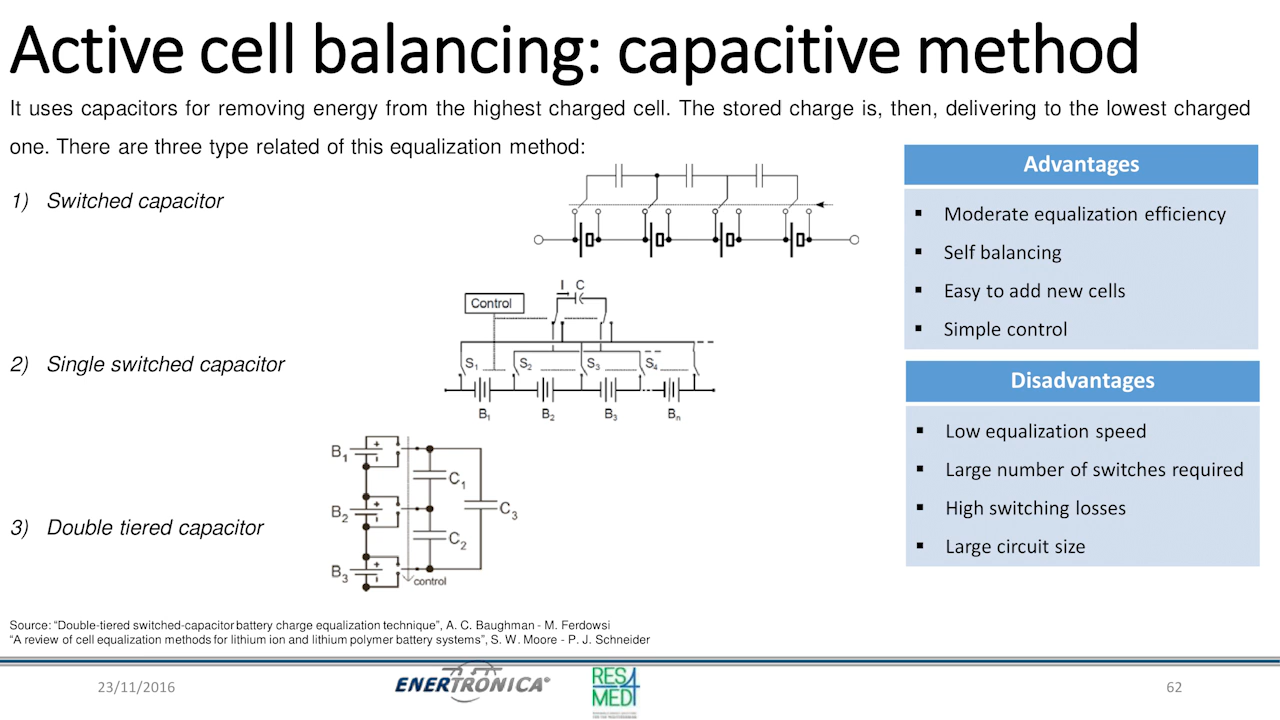 Active cell balancing: capacitive method
It uses capacitors for removing energy from the highest charged cell. The stored charge is, then, delivering to the lowest charged
one. There are three type related of this equalization method:
1) Switched capacitor
2) Single switched capacitor
Control
I C
S1 S2 S3 S4
B1 B2 B3 Bn
3) Double tiered capacitor
B1
C1
B2
C3
C2
B3
control
Advantages
▪ Moderate equalization efficiency
▪ Self balancing
▪ Easy to add new cells
▪ Simple control
Disadvantages
▪ Low equalization speed
▪ Large number of switches required
▪ High switching losses
▪ Large circuit size
Source: “Double-tiered switched-capacitor battery charge equalization technique”, A. C. Baughman - M. Ferdowsi
“A review of cell equalization methods for lithium ion and lithium polymer battery systems”, S. W. Moore - P. J. Schneider
23/11/2016
ENERTRONICA®
RES4
MEDI
62